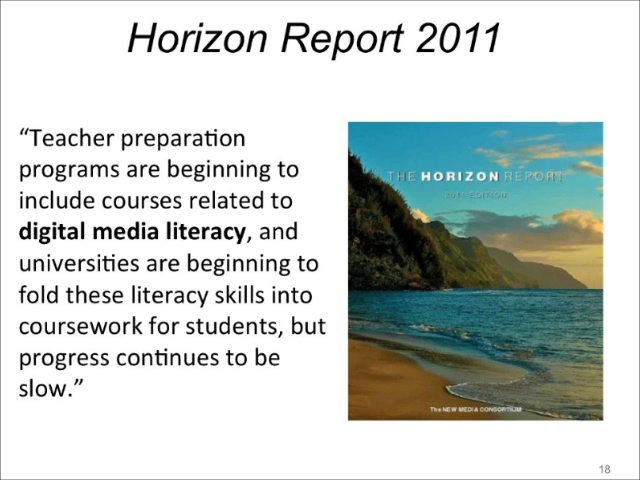 Horizon Report 2011
“Teacher preparation
programs are beginning to
include courses related to
digital media literacy, and
universities are beginning to
fold these literacy skills into
coursework for students, but
progress continues to be
slow.”
THE HORIZON REPORT
2011 EDITION
The NEW MEDIA CONSORTIUM
18